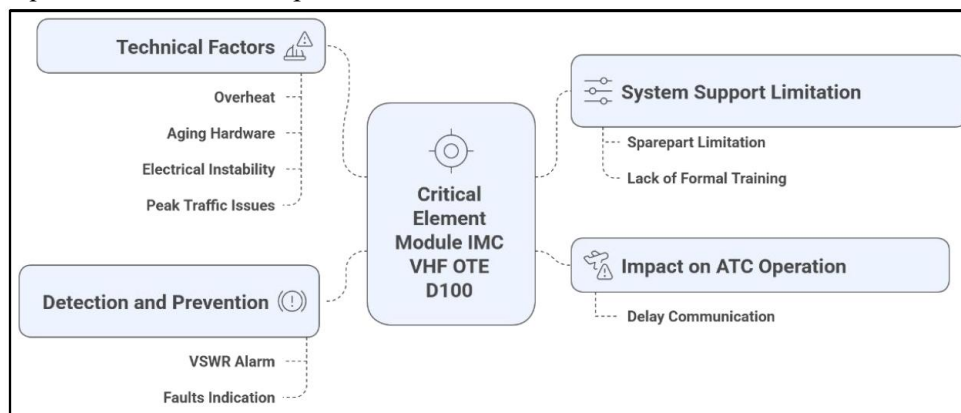 Technical Factors
Overheat
Aging Hardware
Electrical Instability
Peak Traffic Issues
Detection and Prevention
VSWR Alarm
Faults Indication
Critical
Element
Module IMC
VHF OTE
D100
System Support Limitation
Sparepart Limitation
Lack of Formal Training
Impact on ATC Operation
Delay Communication